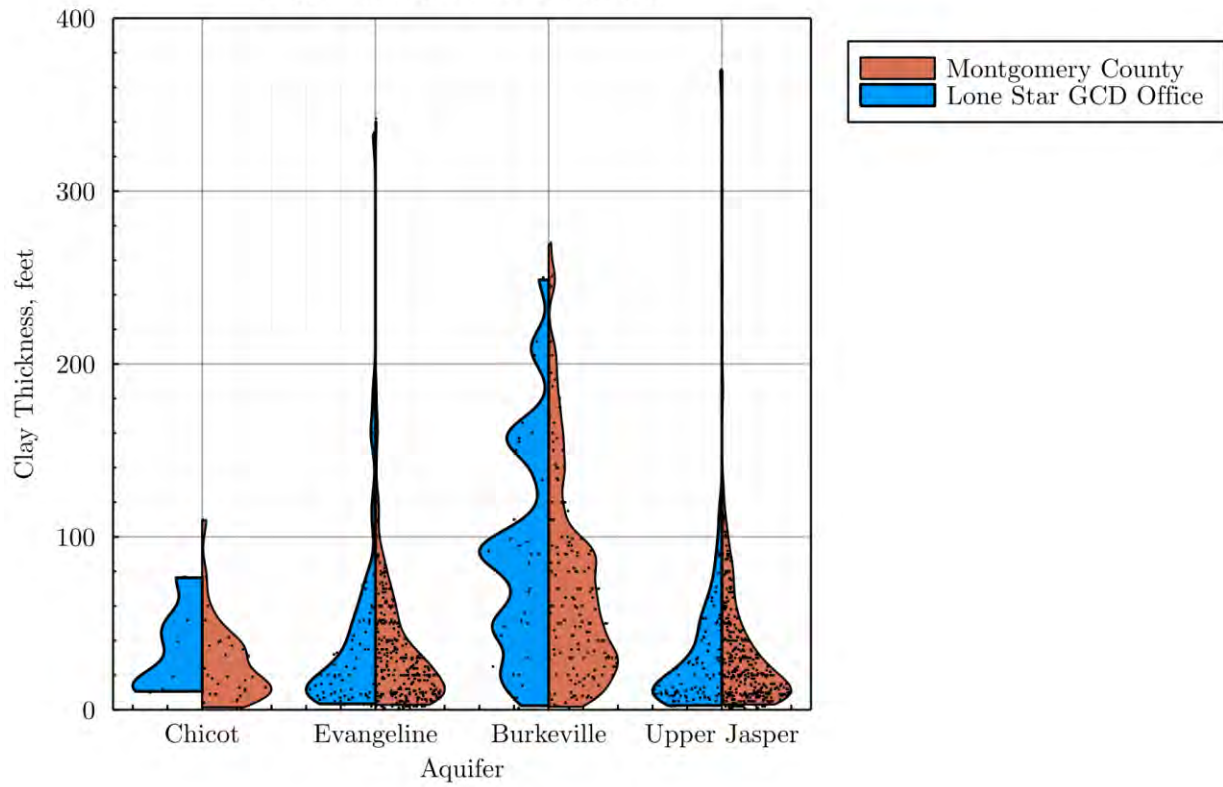 400
300
200
100
0
Clay Thickness, feet
Chicot
Evangeline
Burkeville
Upper Jasper
Aquifer
Montgomery County
Lone Star GCD Office